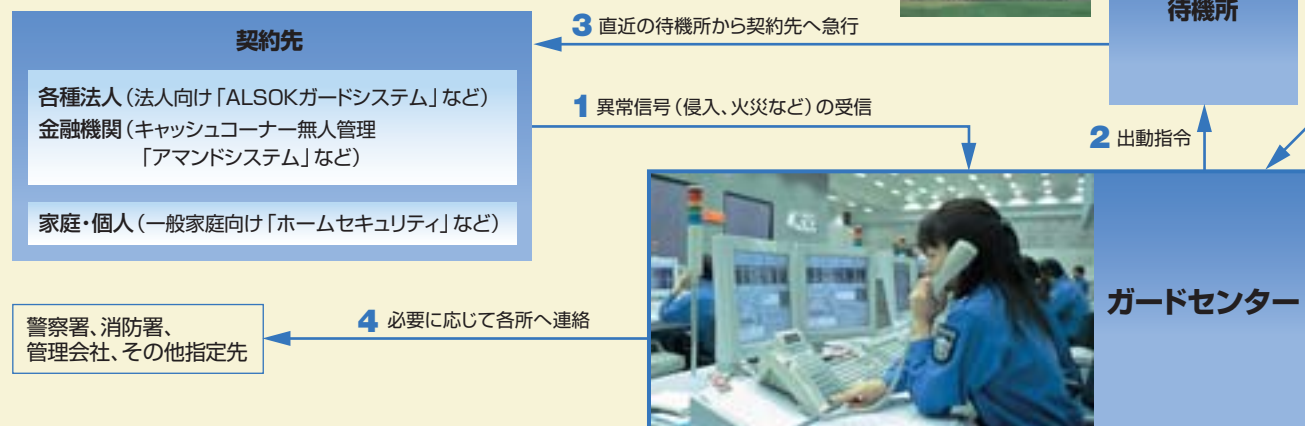 契約先
各種法人（法人向け「ALSOKガードシステム」など）
金融機関（キャッシュコーナー無人管理
「アマンドシステム」など）
家庭・個人（一般家庭向け「ホームセキュリティ」など）
3 直近の待機所から契約先へ急行
待機所
1 異常信号（侵入、火災など）の受信
2 出動指令
ガードセンター
4 必要に応じて各所へ連絡
警察署、消防署、
管理会社、その他指定先